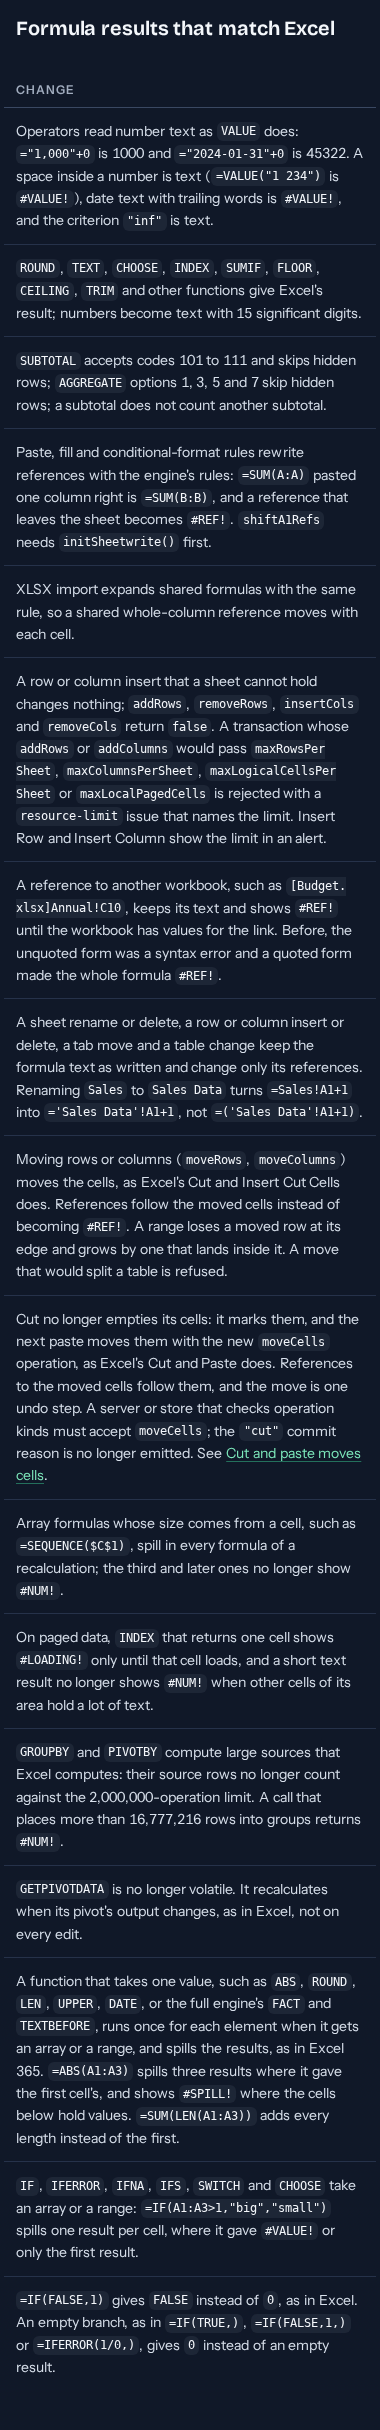 Formula results that match Excel
CHANGE
Operators read number text as VALUE does:
="1,000"+0 is 1000 and ="2024-01-31"+0 is 45322. A
space inside a number is text (=VALUE("1 234") is
#VALUE!), date text with trailing words is #VALUE!,
and the criterion "inf" is text.
ROUND, TEXT, CHOOSE, INDEX, SUMIF, FLOOR,
CEILING, TRIM and other functions give Excel's
result; numbers become text with 15 significant digits.
SUBTOTAL accepts codes 101 to 111 and skips hidden
rows; AGGREGATE options 1, 3, 5 and 7 skip hidden
rows; a subtotal does not count another subtotal.
Paste, fill and conditional-format rules rewrite
references with the engine's rules: =SUM(A:A) pasted
one column right is =SUM(B:B), and a reference that
leaves the sheet becomes #REF!. shiftA1Refs
needs initSheetwrite() first.
XLSX import expands shared formulas with the same
rule, so a shared whole-column reference moves with
each cell.
A row or column insert that a sheet cannot hold
changes nothing; addRows, removeRows, insertCols
and removeCols return false. A transaction whose
addRows or addColumns would pass maxRowsPer
Sheet, maxColumnsPerSheet, maxLogicalCellsPer
Sheet or maxLocalPagedCells is rejected with a
resource-limit issue that names the limit. Insert
Row and Insert Column show the limit in an alert.
A reference to another workbook, such as [Budget.
xlsx]Annual!C10, keeps its text and shows #REF!
until the workbook has values for the link. Before, the
unquoted form was a syntax error and a quoted form
made the whole formula #REF!.
A sheet rename or delete, a row or column insert or
delete, a tab move and a table change keep the
formula text as written and change only its references.
Renaming Sales to Sales Data turns =Sales!A1+1
into ='Sales Data'!A1+1, not =('Sales Data'!A1+1).
Moving rows or columns (moveRows, moveColumns)
moves the cells, as Excel's Cut and Insert Cut Cells
does. References follow the moved cells instead of
becoming #REF!. A range loses a moved row at its
edge and grows by one that lands inside it. A move
that would split a table is refused.
Cut no longer empties its cells: it marks them, and the
next paste moves them with the new moveCells
operation, as Excel's Cut and Paste does. References
to the moved cells follow them, and the move is one
undo step. A server or store that checks operation
kinds must accept moveCells; the "cut" commit
reason is no longer emitted. See Cut and paste moves
cells.
Array formulas whose size comes from a cell, such as
=SEQUENCE($C$1), spill in every formula of a
recalculation; the third and later ones no longer show
#NUM!.
On paged data, INDEX that returns one cell shows
#LOADING! only until that cell loads, and a short text
result no longer shows #NUM! when other cells of its
area hold a lot of text.
GROUPBY and PIVOTBY compute large sources that
Excel computes: their source rows no longer count
against the 2,000,000-operation limit. A call that
places more than 16,777,216 rows into groups returns
#NUM!.
GETPIVOTDATA is no longer volatile. It recalculates
when its pivot's output changes, as in Excel, not on
every edit.
A function that takes one value, such as ABS, ROUND,
LEN, UPPER, DATE, or the full engine's FACT and
TEXTBEFORE, runs once for each element when it gets
an array or a range, and spills the results, as in Excel
365. =ABS(A1:A3) spills three results where it gave
the first cell's, and shows #SPILL! where the cells
below hold values. =SUM(LEN(A1:A3)) adds every
length instead of the first.
IF, IFERROR, IFNA, IFS, SWITCH and CHOOSE take
an array or a range: =IF(A1:A3>1,"big","small")
spills one result per cell, where it gave #VALUE! or
only the first result.
=IF(FALSE,1) gives FALSE instead of 0, as in Excel.
An empty branch, as in =IF(TRUE,), =IF(FALSE,1,)
or =IFERROR(1/0,), gives 0 instead of an empty
result.